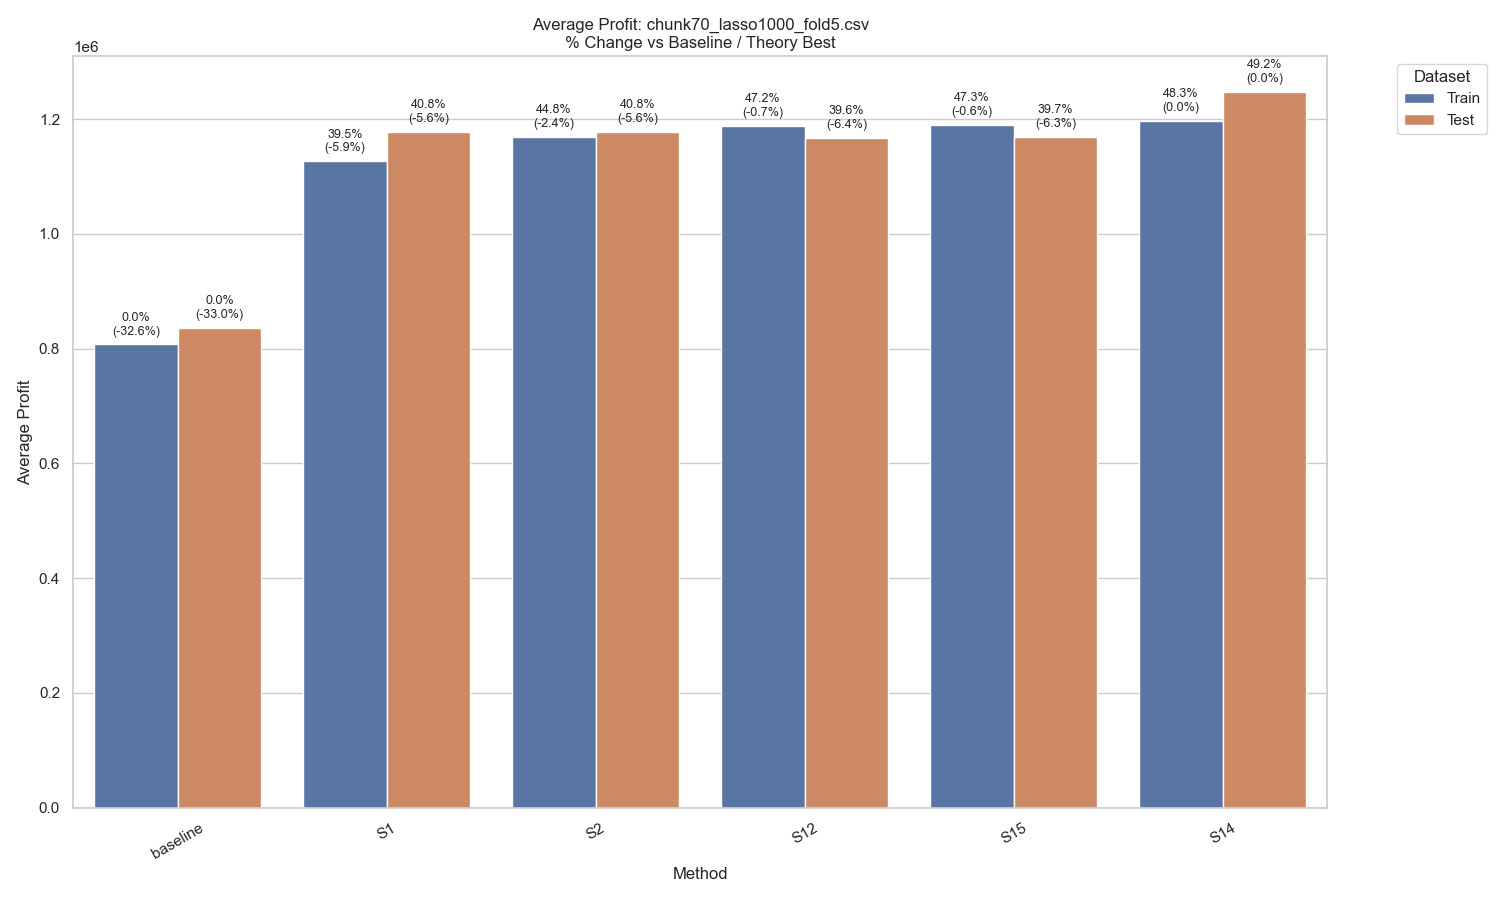 Average Profit: chunk70_lasso1000_fold5.csv
% Change vs Baseline / Theory Best
1e6
Average Profit
1.2
1.0
0.8
0.6
0.4
0.2
0.0
0.0%
(-32.6%)
0.0%
(-33.0%)
39.5%
(-5.9%)
40.8%
(-5.6%)
44.8%
(-2.4%)
40.8%
(-5.6%)
47.2%
(-0.7%)
39.6%
(-6.4%)
47.3%
(-0.6%)
39.7%
(-6.3%)
48.3%
(0.0%)
49.2%
(0.0%)
baseline
S1
S2
S12
S15
S14
Method
Dataset
Train
Test